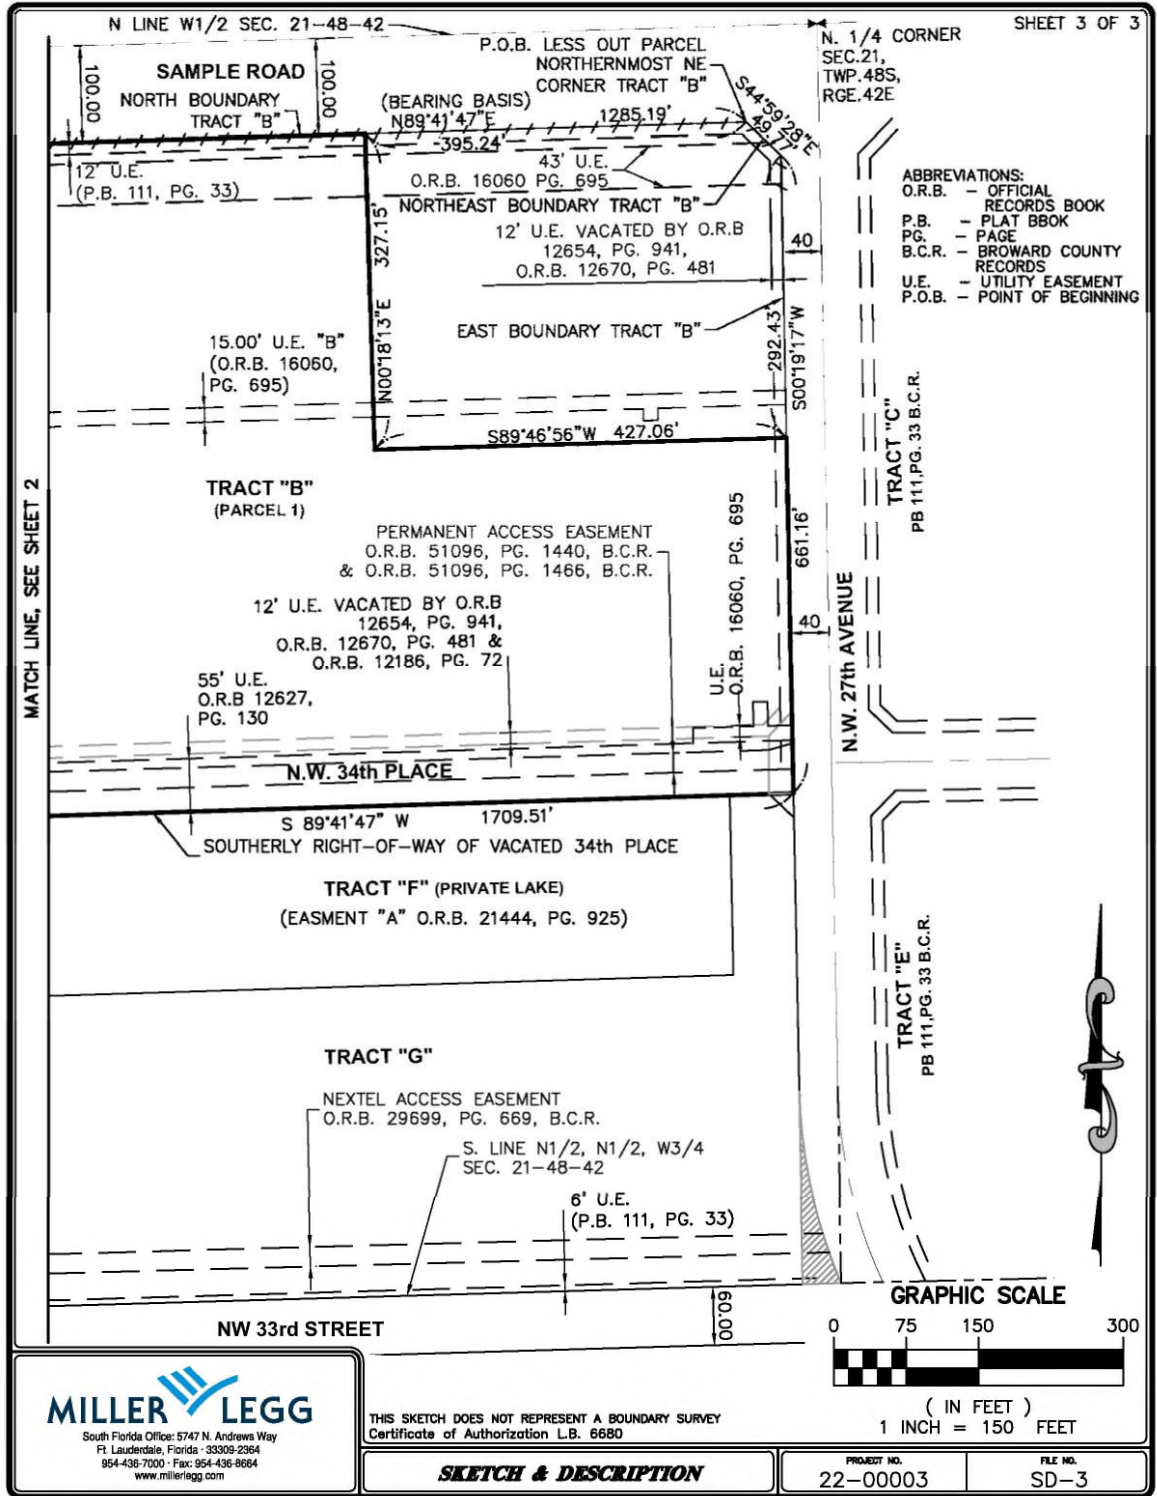 N LINE W1/2 SEC. 21-48-42
SHEET 3 OF 3
P.O.B. LESS OUT PARCEL
NORTHERNMOST NE
CORNER TRACT "B"
N. 1/4 CORNER
SEC.21,
TWP.48S,
RGE.42E
100.00
SAMPLE ROAD
100.00
NORTH BOUNDARY
TRACT "B"
(BEARING BASIS)
N89°41'47"E
1285.19'
395.24'
S44°59'28"E
49.77'
12' U.E.
(P.B. 111, PG. 33)
43' U.E.
O.R.B. 16060 PG. 695
NORTHEAST BOUNDARY TRACT "B"
12' U.E. VACATED BY O.R.B
12654, PG. 941,
O.R.B. 12670, PG. 481
40
ABBREVIATIONS:
O.R.B. - OFFICIAL
RECORDS BOOK
P.B. - PLAT BBOK
PG. - PAGE
B.C.R. - BROWARD COUNTY
RECORDS
U.E. - UTILITY EASEMENT
P.O.B. - POINT OF BEGINNING
327.15'
N00°18'13"E
EAST BOUNDARY TRACT "B"
292.43'
S00°19'17"W
15.00' U.E. "B"
(O.R.B. 16060,
PG. 695)
S89°46'56"W 427.06'
TRACT "C"
PB 111,PG. 33 B.C.R.
MATCH LINE, SEE SHEET 2
TRACT "B"
(PARCEL 1)
PERMANENT ACCESS EASEMENT
O.R.B. 51096, PG. 1440, B.C.R.
& O.R.B. 51096, PG. 1466, B.C.R.
U.E.
O.R.B. 16060, PG. 695
661.16'
12' U.E. VACATED BY O.R.B
12654, PG. 941,
O.R.B. 12670, PG. 481 &
O.R.B. 12186, PG. 72
40
N.W. 27th AVENUE
55' U.E.
O.R.B 12627,
PG. 130
N.W. 34th PLACE
S 89°41'47" W 1709.51'
SOUTHERLY RIGHT-OF-WAY OF VACATED 34th PLACE
TRACT "F" (PRIVATE LAKE)
(EASMENT "A" O.R.B. 21444, PG. 925)
TRACT "E"
PB 111,PG. 33 B.C.R.
TRACT "G"
NEXTEL ACCESS EASEMENT
O.R.B. 29699, PG. 669, B.C.R.
S. LINE N1/2, N1/2, W3/4
SEC. 21-48-42
6' U.E.
(P.B. 111, PG. 33)
NW 33rd STREET
60.00
GRAPHIC SCALE
0 75 150 300
( IN FEET )
1 INCH = 150 FEET
MILLER LEGG
South Florida Office: 5747 N. Andrews Way
Ft. Lauderdale, Florida · 33309-2364
954-436-7000 · Fax: 954-436-8664
www.millerlegg.com
THIS SKETCH DOES NOT REPRESENT A BOUNDARY SURVEY
Certificate of Authorization L.B. 6680
SKETCH & DESCRIPTION
PROJECT NO.
22-00003
FILE NO.
SD-3